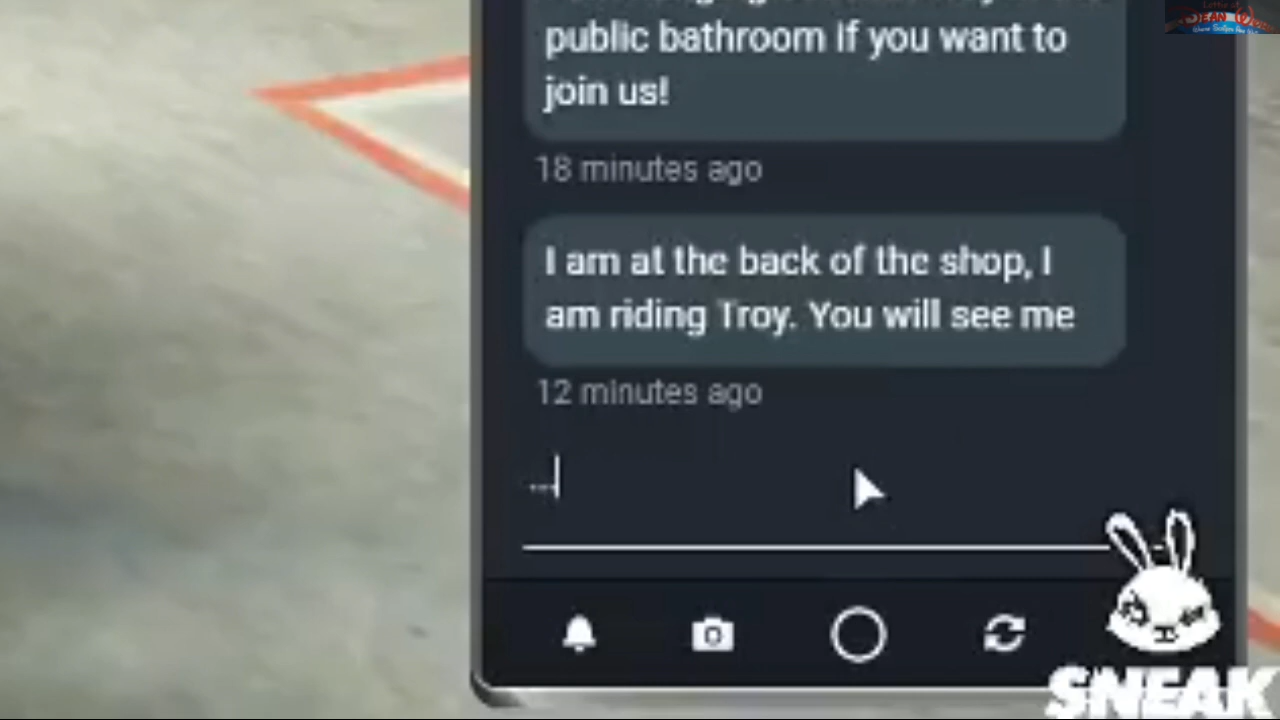 public bathroom if you want to
join us!
18 minutes ago
I am at the back of the shop, I
am riding Troy. You will see me
12 minutes ago
...
SNEAK